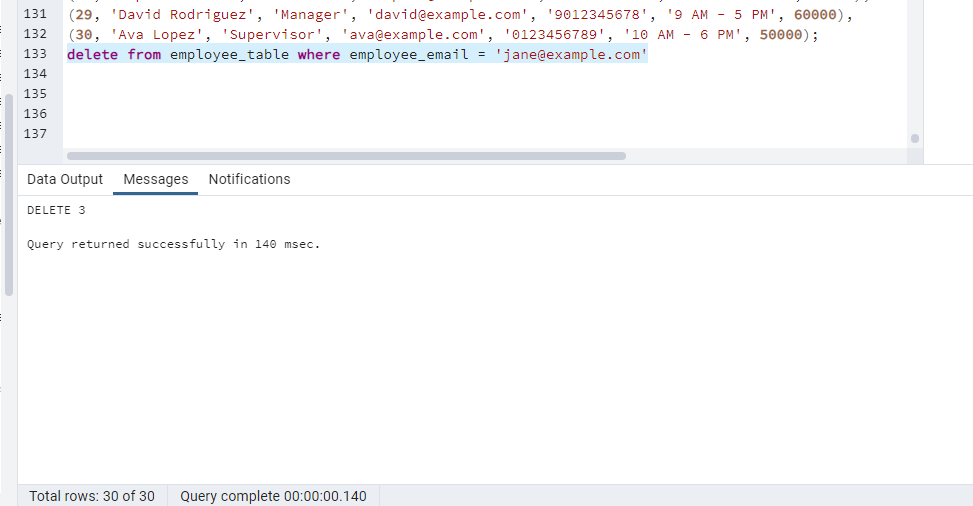 131 (29, 'David Rodriguez', 'Manager', 'david@example.com', '9012345678', '9 AM - 5 PM', 60000),
132 (30, 'Ava Lopez', 'Supervisor', 'ava@example.com', '0123456789', '10 AM - 6 PM', 50000);
133 delete from employee_table where employee_email = 'jane@example.com'
134
135
136
137
Data Output Messages Notifications
DELETE 3
Query returned successfully in 140 msec.
Total rows: 30 of 30 Query complete 00:00:00.140